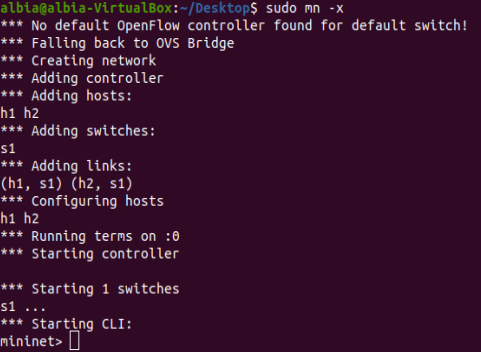 albia@albia-VirtualBox:~/Desktop$ sudo mn -x
*** No default OpenFlow controller found for default switch!
*** Falling back to OVS Bridge
*** Creating network
*** Adding controller
*** Adding hosts:
h1 h2
*** Adding switches:
s1
*** Adding links:
(h1, s1) (h2, s1)
*** Configuring hosts
h1 h2
*** Running terms on :0
*** Starting controller
*** Starting 1 switches
s1 ...
*** Starting CLI:
mininet>